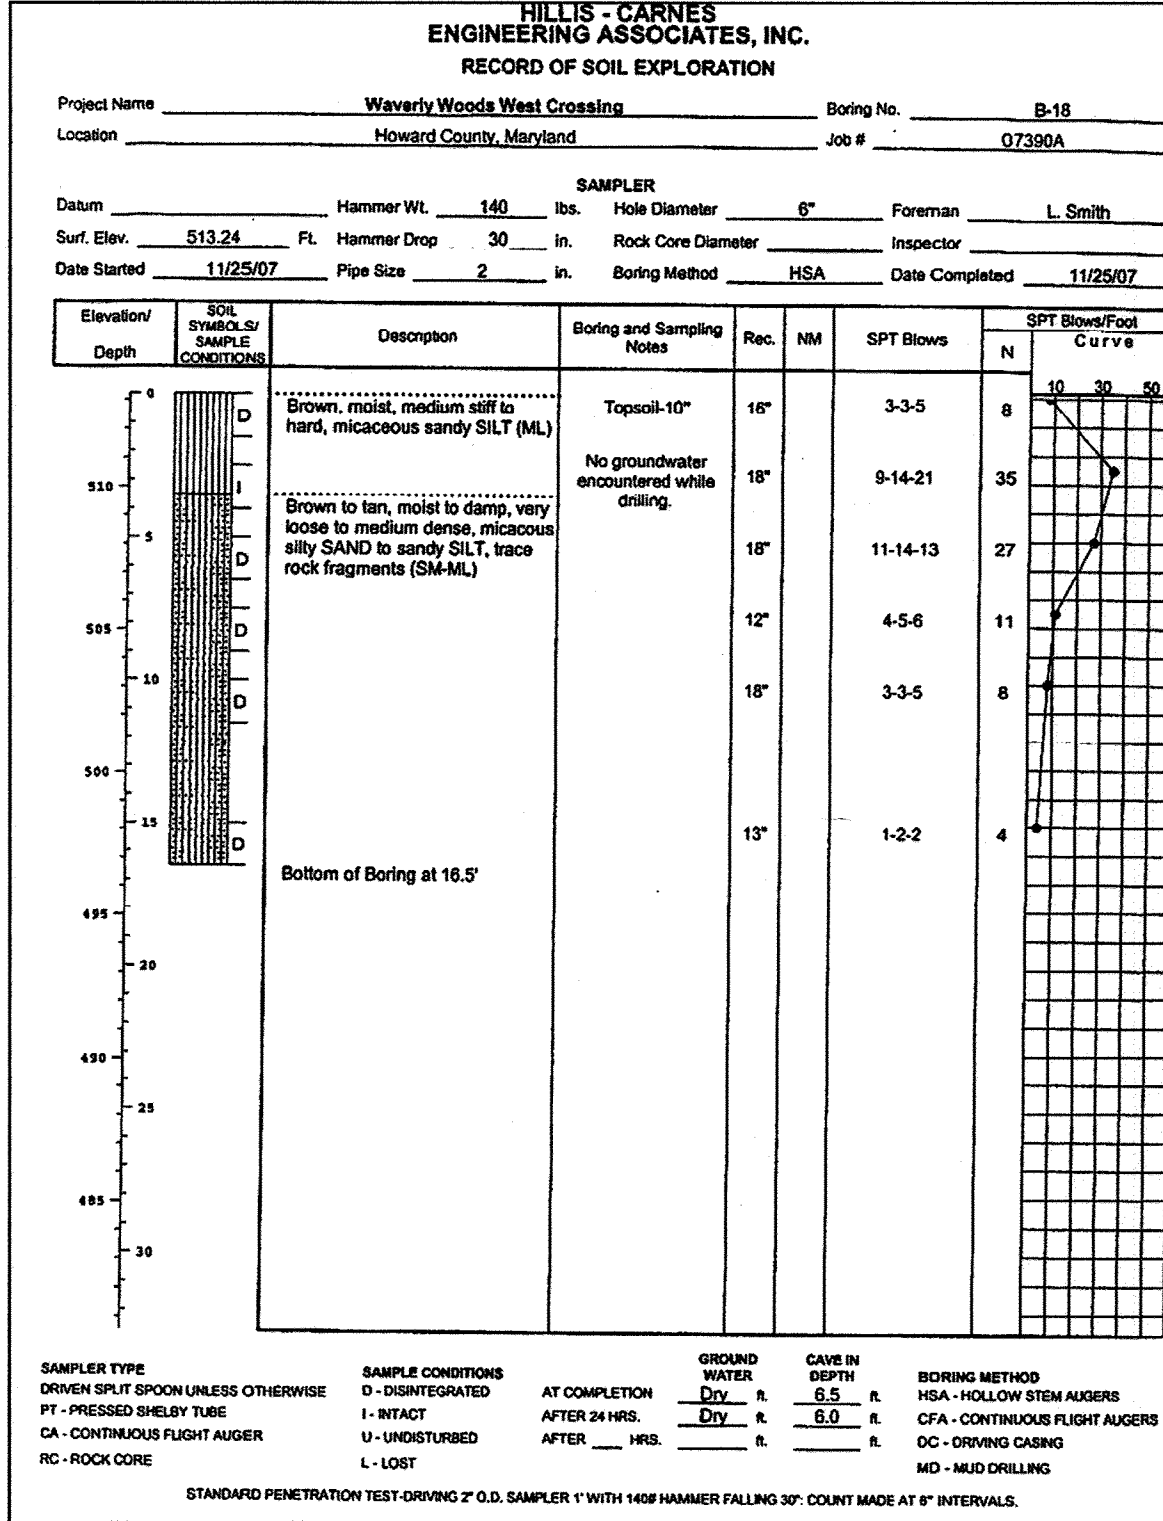 HILLIS - CARNES
ENGINEERING ASSOCIATES, INC.
RECORD OF SOIL EXPLORATION
Project Name Waverly Woods West Crossing Boring No. B-18
Location Howard County, Maryland Job # 07390A
SAMPLER
Datum Hammer Wt. 140 lbs. Hole Diameter 6" Foreman L. Smith
Surf. Elev. 513.24 Ft. Hammer Drop 30 in. Rock Core Diameter Inspector
Date Started 11/25/07 Pipe Size 2 in. Boring Method HSA Date Completed 11/25/07
Elevation/ Depth SOIL SYMBOLS/ SAMPLE CONDITIONS Description Boring and Sampling Notes Rec. NM SPT Blows SPT Blows/Foot N Curve
10 30 50
0 D Brown, moist, medium stiff to Topsoil-10" 16" 3-3-5 8
hard, micaceous sandy SILT (ML)
No groundwater
510 I encountered while 18" 9-14-21 35
drilling.
Brown to tan, moist to damp, very
loose to medium dense, micacous
5 D silty SAND to sandy SILT, trace 18" 11-14-13 27
rock fragments (SM-ML)
505 D 12" 4-5-6 11
10 D 18" 3-3-5 8
500
15 D 13" 1-2-2 4
Bottom of Boring at 16.5'
495
20
490
25
485
30
SAMPLER TYPE
DRIVEN SPLIT SPOON UNLESS OTHERWISE
PT - PRESSED SHELBY TUBE
CA - CONTINUOUS FLIGHT AUGER
RC - ROCK CORE
SAMPLE CONDITIONS
D - DISINTEGRATED
I - INTACT
U - UNDISTURBED
L - LOST
GROUND WATER CAVE IN DEPTH
AT COMPLETION Dry ft. 6.5 ft.
AFTER 24 HRS. Dry ft. 6.0 ft.
AFTER ___ HRS. ft. ft.
BORING METHOD
HSA - HOLLOW STEM AUGERS
CFA - CONTINUOUS FLIGHT AUGERS
DC - DRIVING CASING
MD - MUD DRILLING
STANDARD PENETRATION TEST-DRIVING 2" O.D. SAMPLER 1' WITH 140# HAMMER FALLING 30": COUNT MADE AT 6" INTERVALS.